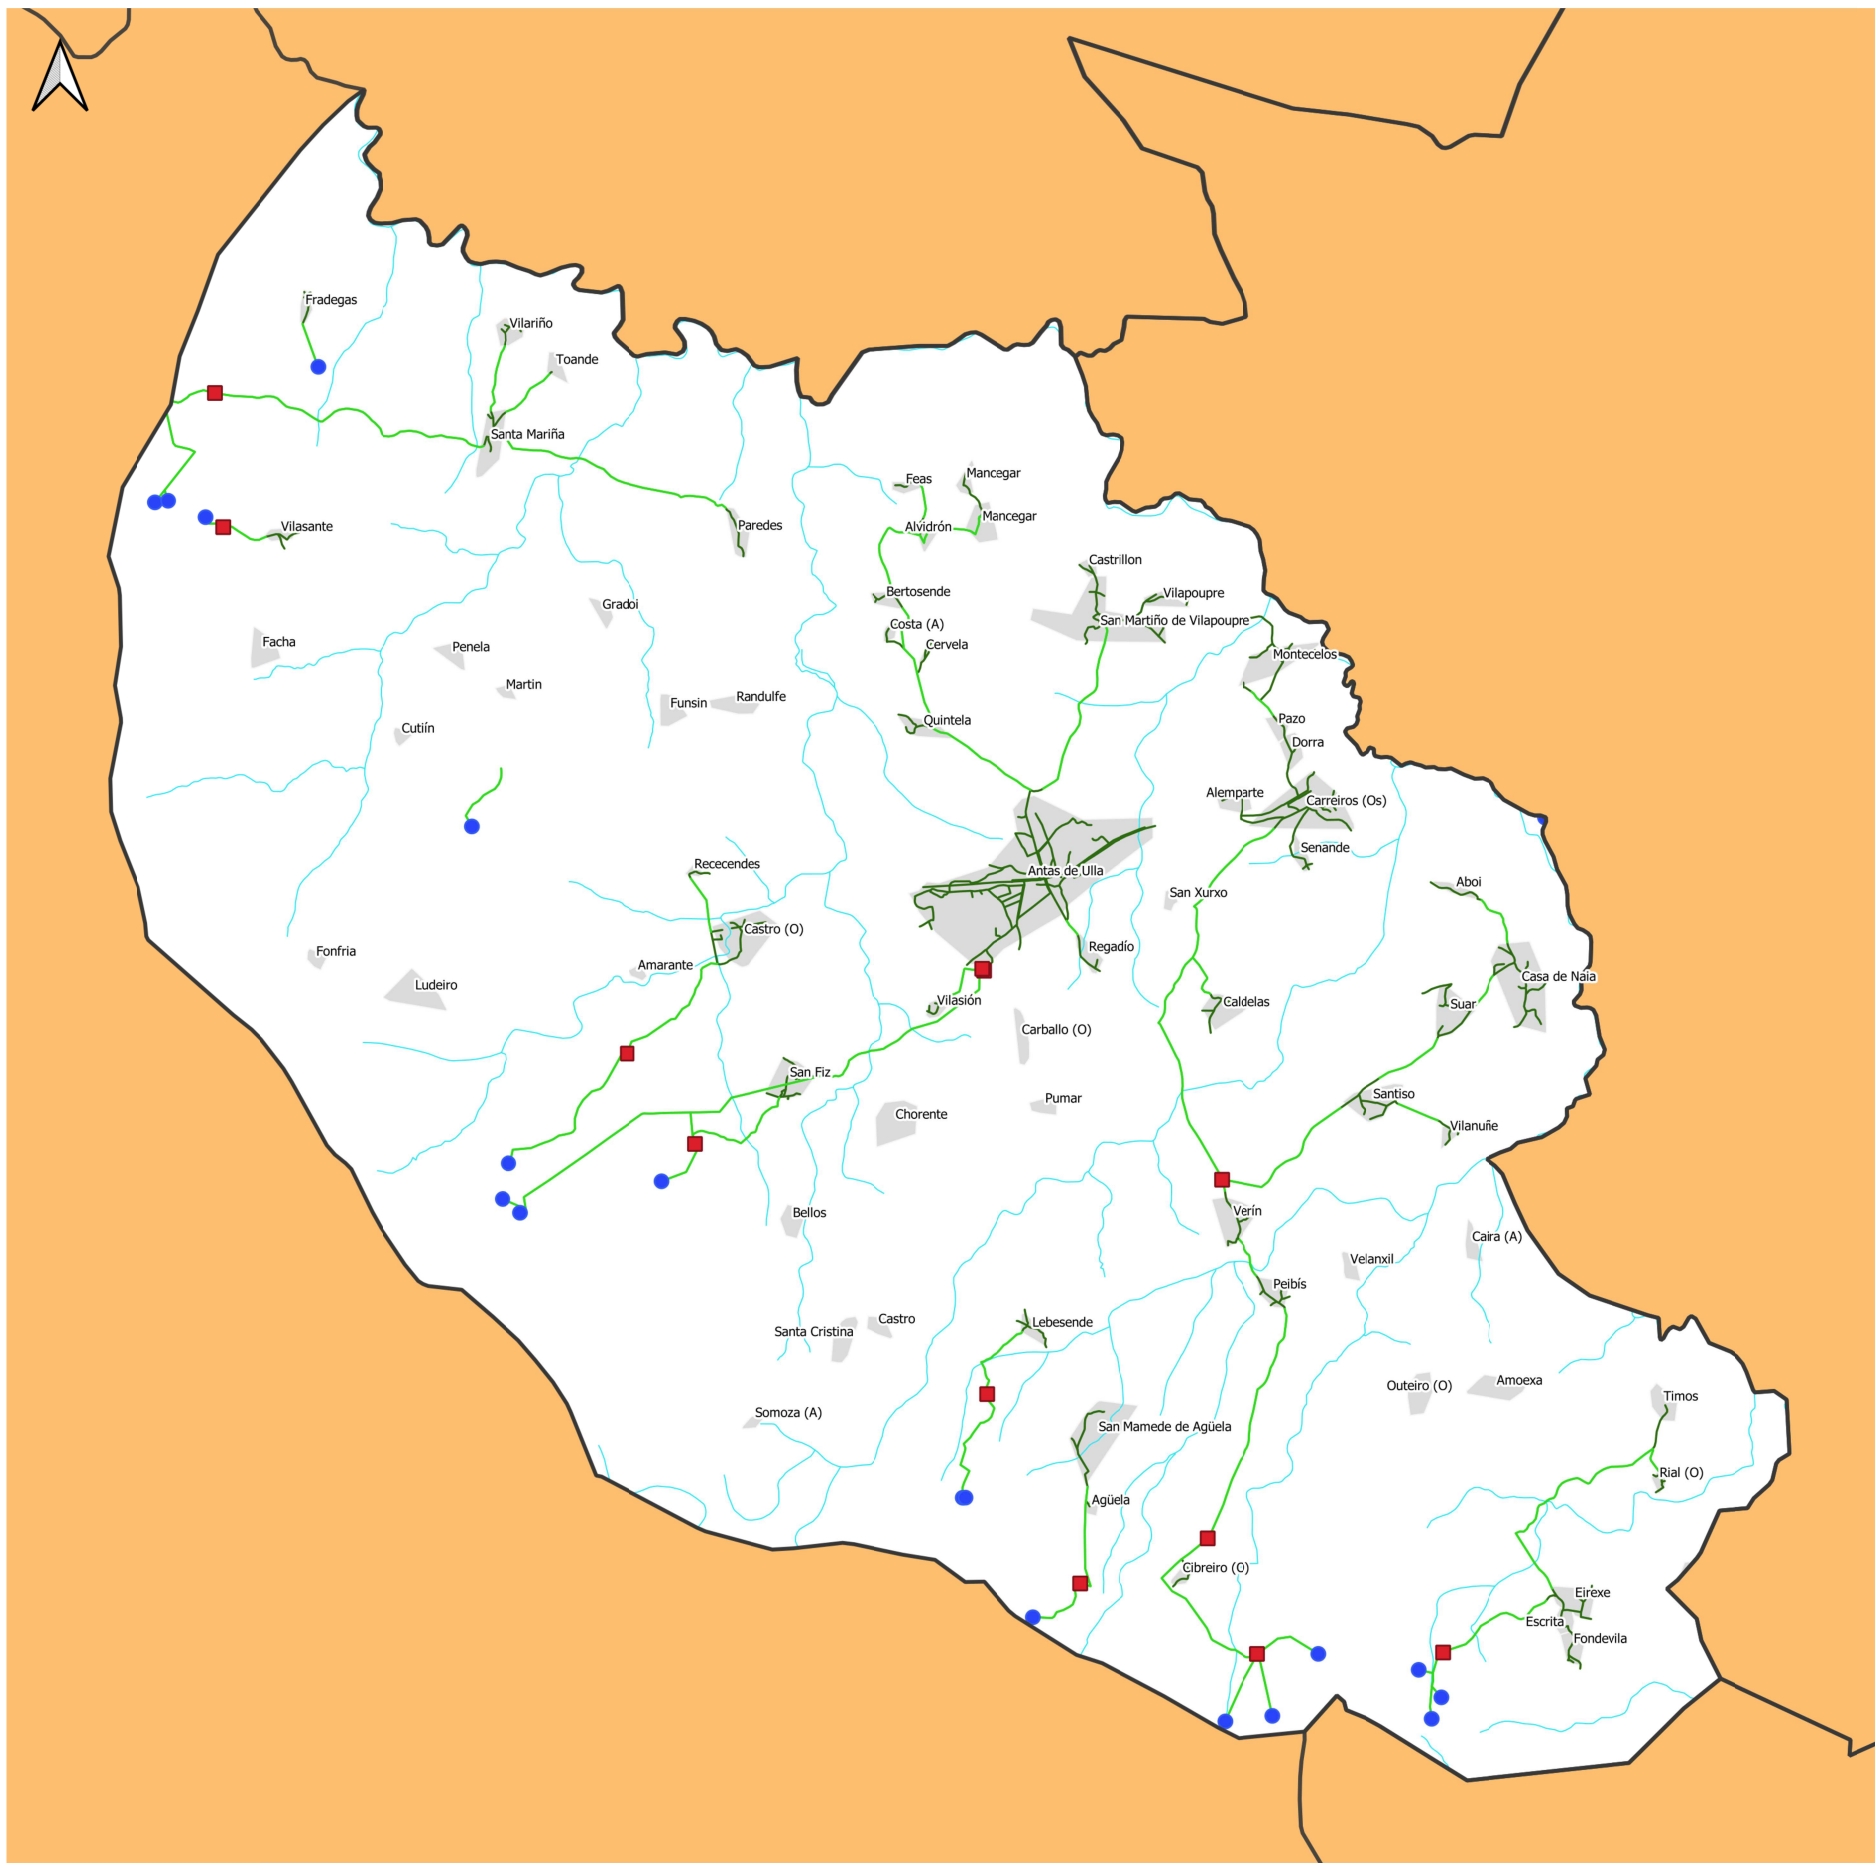 Fradegas
Vilariño
Toande
Santa Mariña
Feas
Mancegar
Mancegar
Vilasante
Paredes
Alvidrón
Castrillon
Bertosende
Vilapoupre
Gradoi
Costa (A)
San Martiño de Vilapoupre
Facha
Penela
Cervela
Montecelos
Martin
Funsin
Randulfe
Cutiín
Quintela
Pazo
Dorra
Alemparte
Carreiros (Os)
Senande
Rececendes
Antas de Ulla
San Xurxo
Aboi
Castro (O)
Fonfria
Regadío
Amarante
Ludeiro
Casa de Naia
Vilasión
Caldelas
Suar
Carballo (O)
San Fiz
Chorente
Pumar
Santiso
Vilanuñe
Bellos
Verín
Caira (A)
Velanxil
Peibís
Castro
Santa Cristina
Lebesende
Outeiro (O)
Amoexa
Timos
Somoza (A)
San Mamede de Agüela
Rial (O)
Agüela
Cibreiro (O)
Eirexe
Escrita
Fondevila